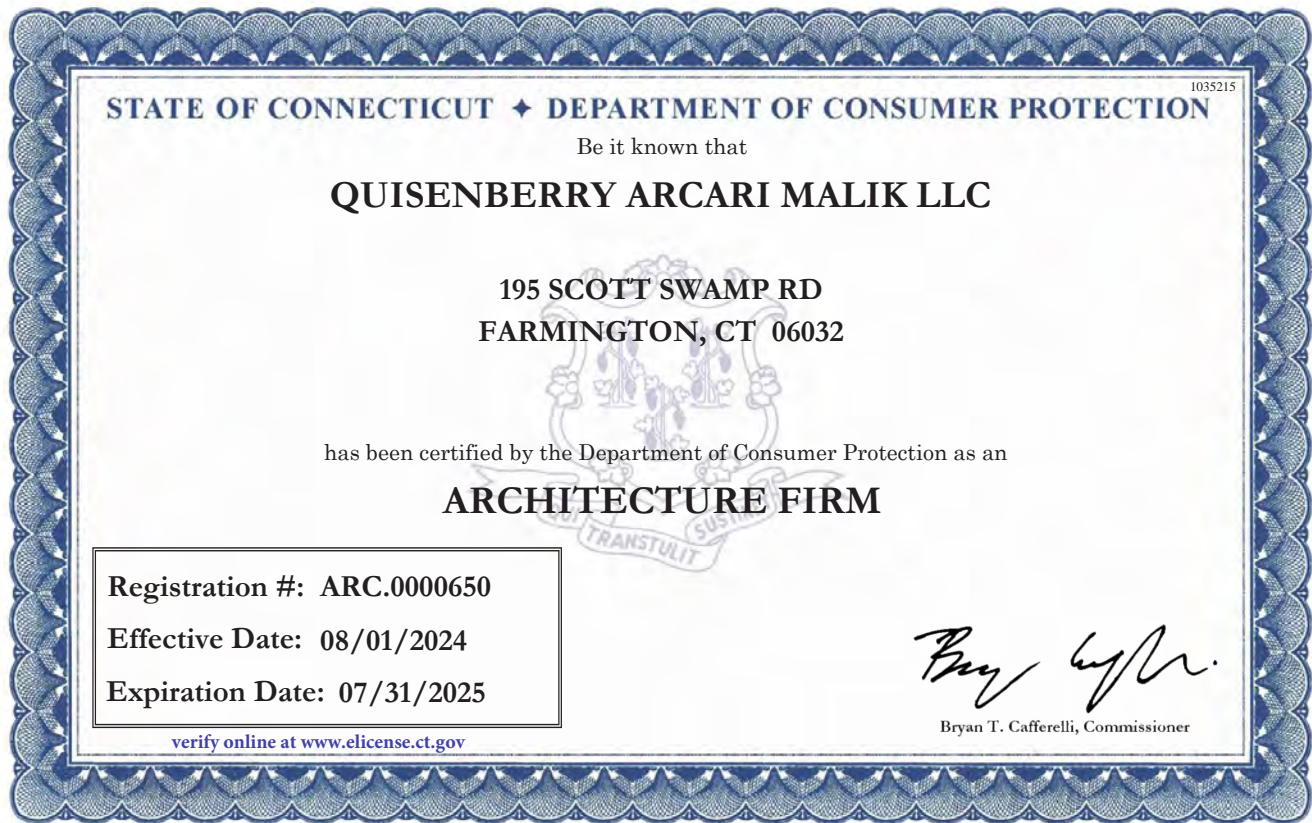 1035215
STATE OF CONNECTICUT ✦ DEPARTMENT OF CONSUMER PROTECTION
Be it known that
QUISENBERRY ARCARI MALIK LLC
195 SCOTT SWAMP RD
FARMINGTON, CT 06032
has been certified by the Department of Consumer Protection as an
ARCHITECTURE FIRM
QUI TRANSTULIT
Registration #: ARC.0000650
Effective Date: 08/01/2024
Expiration Date: 07/31/2025
verify online at www.elicense.ct.gov
Bryan T. Cafferelli, Commissioner